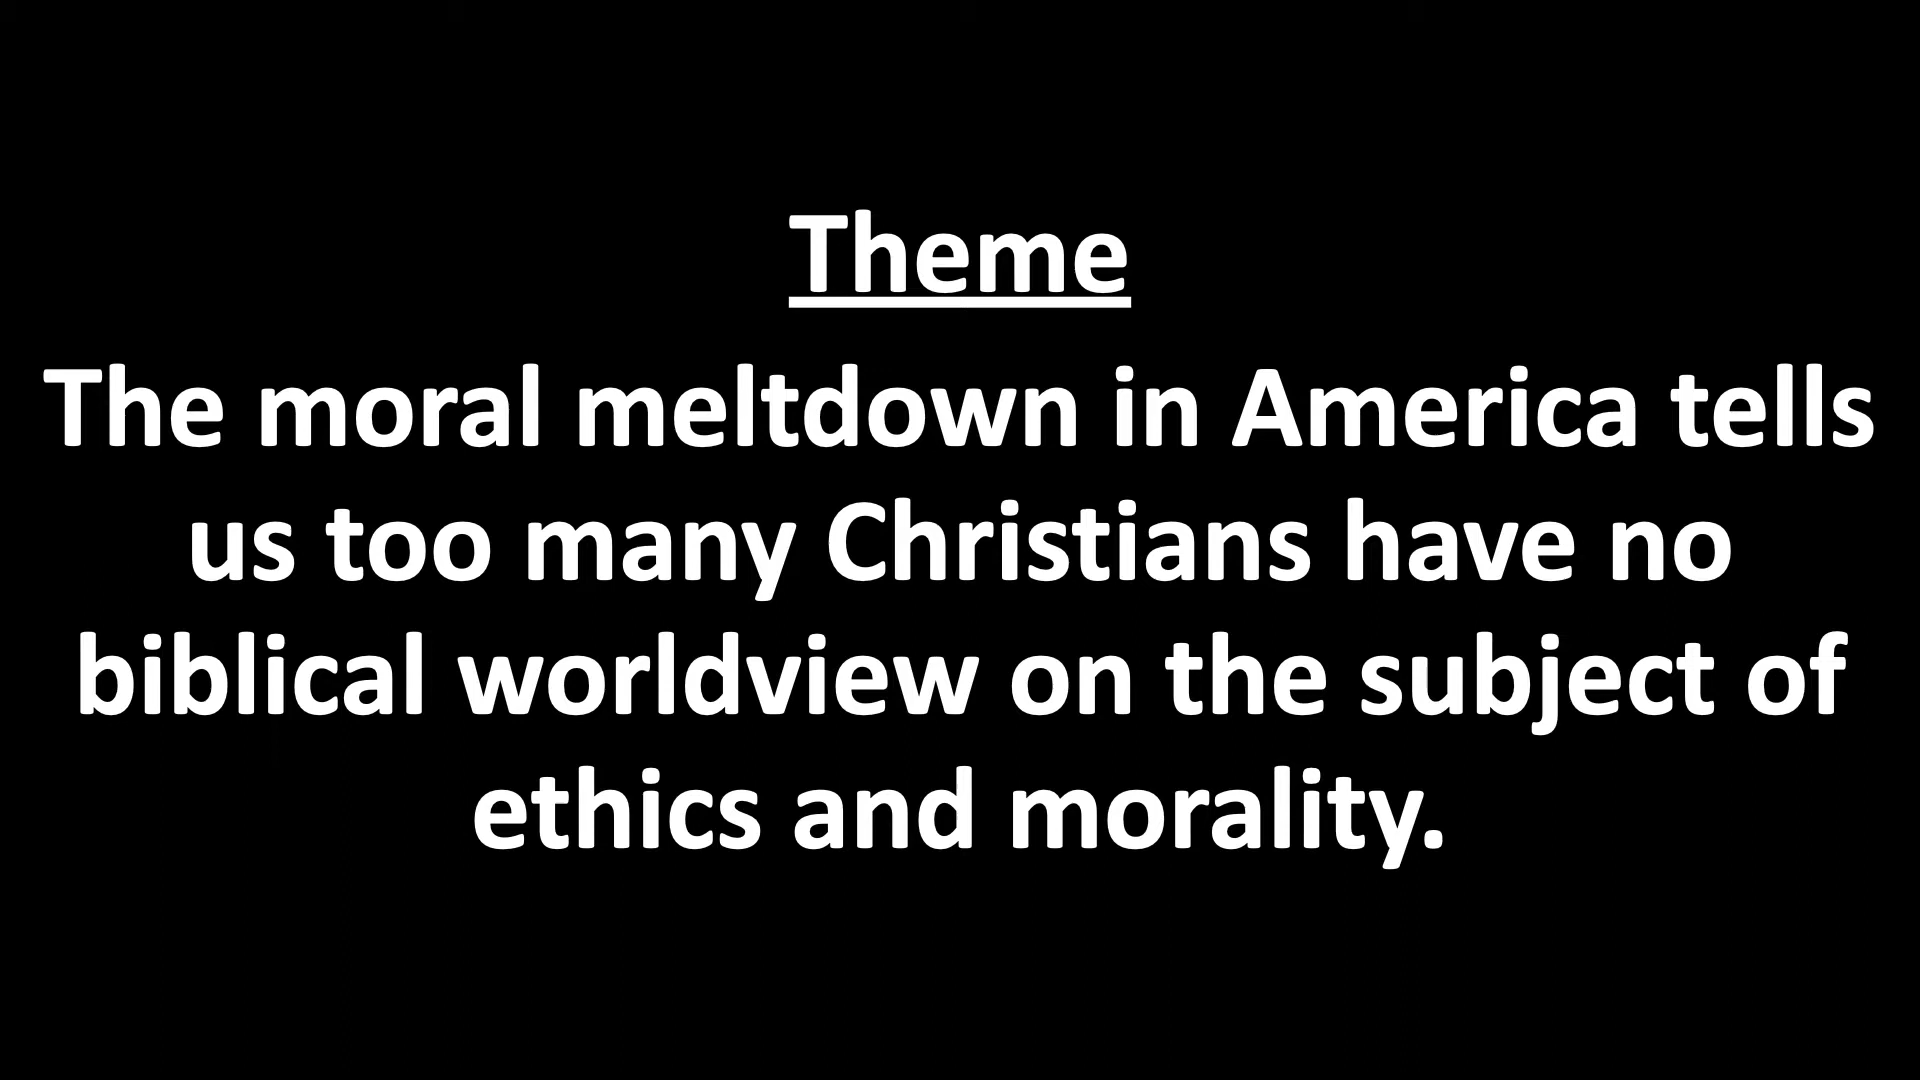 Theme
The moral meltdown in America tells
us too many Christians have no
biblical worldview on the subject of
ethics and morality.